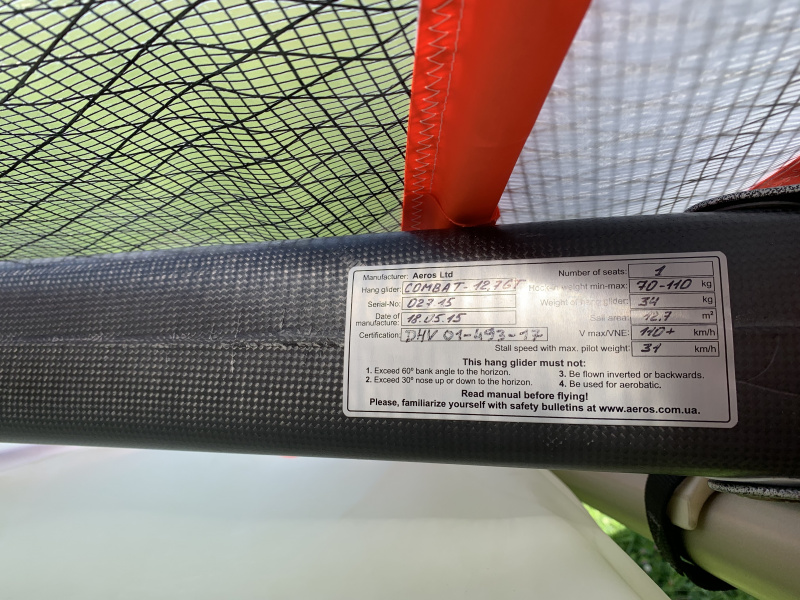 Manufacturer: Aeros Ltd
Number of seats: 1
Hang glider: COMBAT-12,7GT
weight min-max: 70-110 kg
Serial-No: 02715
Weight of hang glider: 34 kg
Date of manufacture: 18.05.15
Sail area: 12.7 m²
Certification: DHV 01-493-17
V max/VNE: 110+ km/h
Stall speed with max. pilot weight: 31 km/h
This hang glider must not:
1. Exceed 60º bank angle to the horizon.
3. Be flown inverted or backwards.
2. Exceed 30º nose up or down to the horizon.
4. Be used for aerobatic.
Read manual before flying!
Please, familiarize yourself with safety bulletins at www.aeros.com.ua.